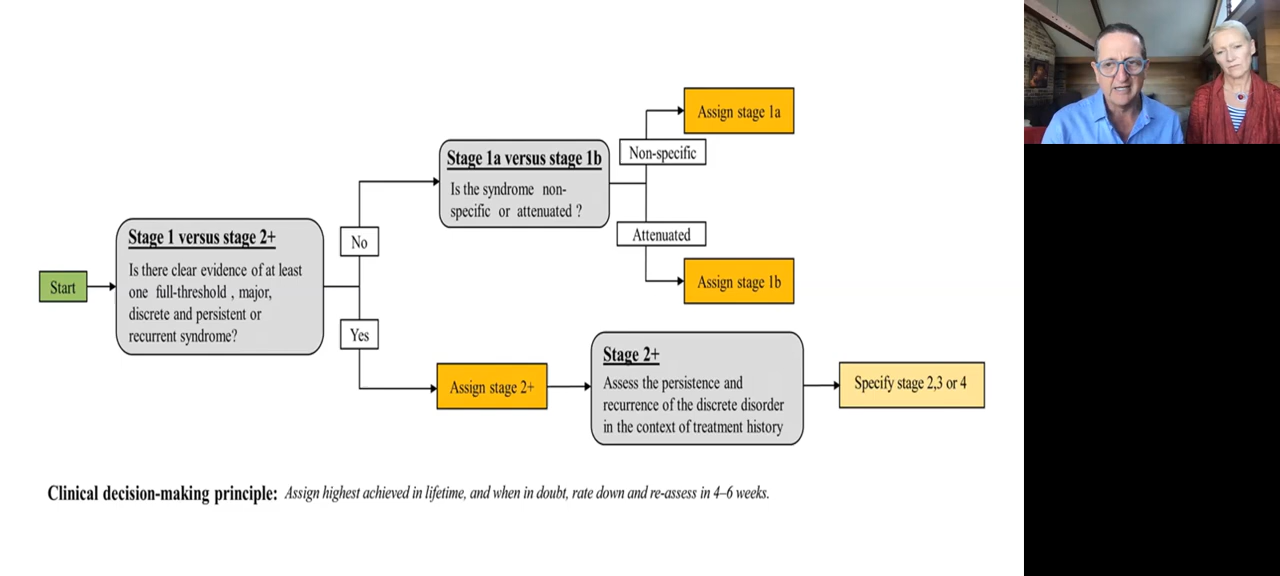 Start
Stage 1 versus stage 2+
Is there clear evidence of at least
one full-threshold , major,
discrete and persistent or
recurrent syndrome?
No
Yes
Stage 1a versus stage 1b
Is the syndrome non-
specific or attenuated ?
Non-specific
Attenuated
Assign stage 1a
Assign stage 1b
Assign stage 2+
Stage 2+
Assess the persistence and
recurrence of the discrete disorder
in the context of treatment history
Specify stage 2,3 or 4
Clinical decision-making principle: Assign highest achieved in lifetime, and when in doubt, rate down and re-assess in 4–6 weeks.